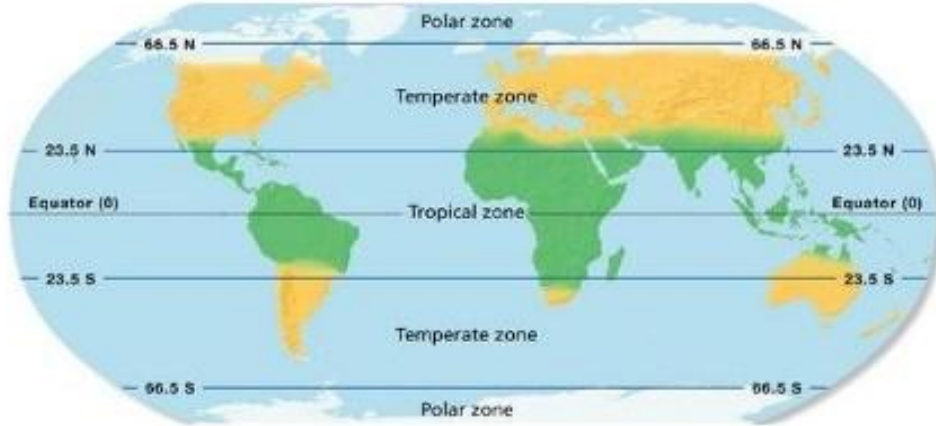 Polar zone
66.5 N 66.5 N
Temperate zone
23.5 N 23.5 N
Equator (0) Tropical zone Equator (0)
23.5 S 23.5 S
Temperate zone
66.5 S 66.5 S
Polar zone